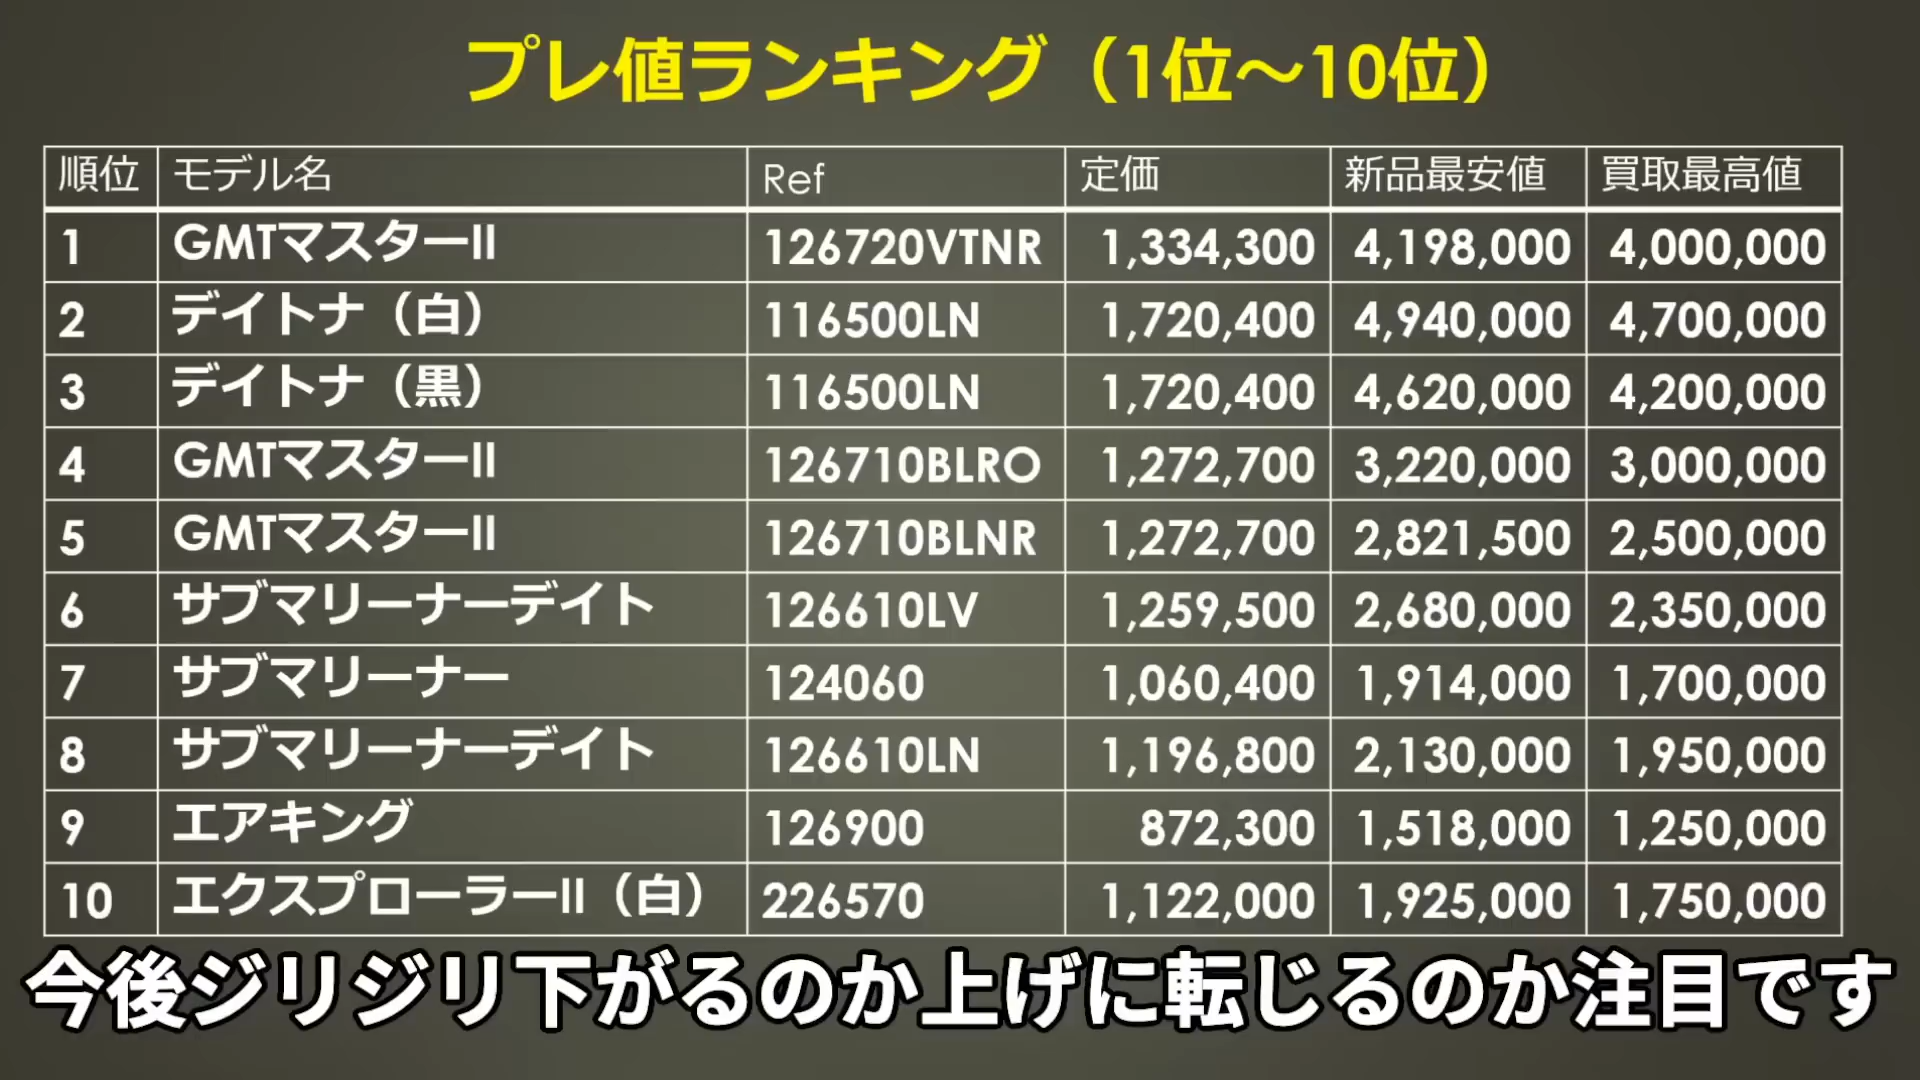 プレ値ランキング（1位～10位）
順位 モデル名 Ref 定価 新品最安値 買取最高値
1 GMTマスターII 126720VTNR 1,334,300 4,198,000 4,000,000
2 デイトナ（白） 116500LN 1,720,400 4,940,000 4,700,000
3 デイトナ（黒） 116500LN 1,720,400 4,620,000 4,200,000
4 GMTマスターII 126710BLRO 1,272,700 3,220,000 3,000,000
5 GMTマスターII 126710BLNR 1,272,700 2,821,500 2,500,000
6 サブマリーナーデイト 126610LV 1,259,500 2,680,000 2,350,000
7 サブマリーナー 124060 1,060,400 1,914,000 1,700,000
8 サブマリーナーデイト 126610LN 1,196,800 2,130,000 1,950,000
9 エアキング 126900 872,300 1,518,000 1,250,000
10 エクスプローラーII（白） 226570 1,122,000 1,925,000 1,750,000
今後ジリジリ下がるのか上げに転じるのか注目です